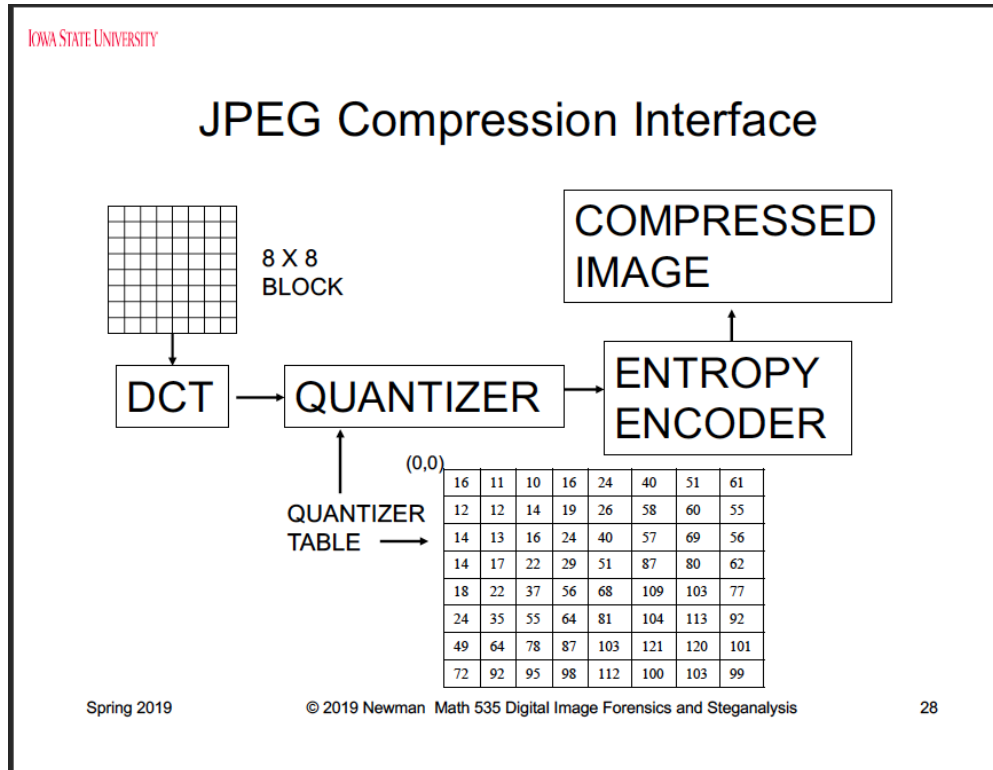 IOWA STATE UNIVERSITY
JPEG Compression Interface
8 X 8
BLOCK
COMPRESSED
IMAGE
DCT
QUANTIZER
ENTROPY
ENCODER
(0,0)
QUANTIZER
TABLE
16 11 10 16 24 40 51 61
12 12 14 19 26 58 60 55
14 13 16 24 40 57 69 56
14 17 22 29 51 87 80 62
18 22 37 56 68 109 103 77
24 35 55 64 81 104 113 92
49 64 78 87 103 121 120 101
72 92 95 98 112 100 103 99
Spring 2019 © 2019 Newman Math 535 Digital Image Forensics and Steganalysis 28